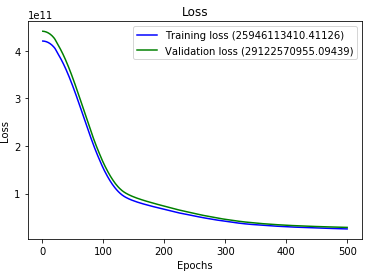 Loss
1e11
Training loss (25946113410.41126)
Validation loss (29122570955.09439)
4
3
2
1
Loss
0
100
200
300
400
500
Epochs